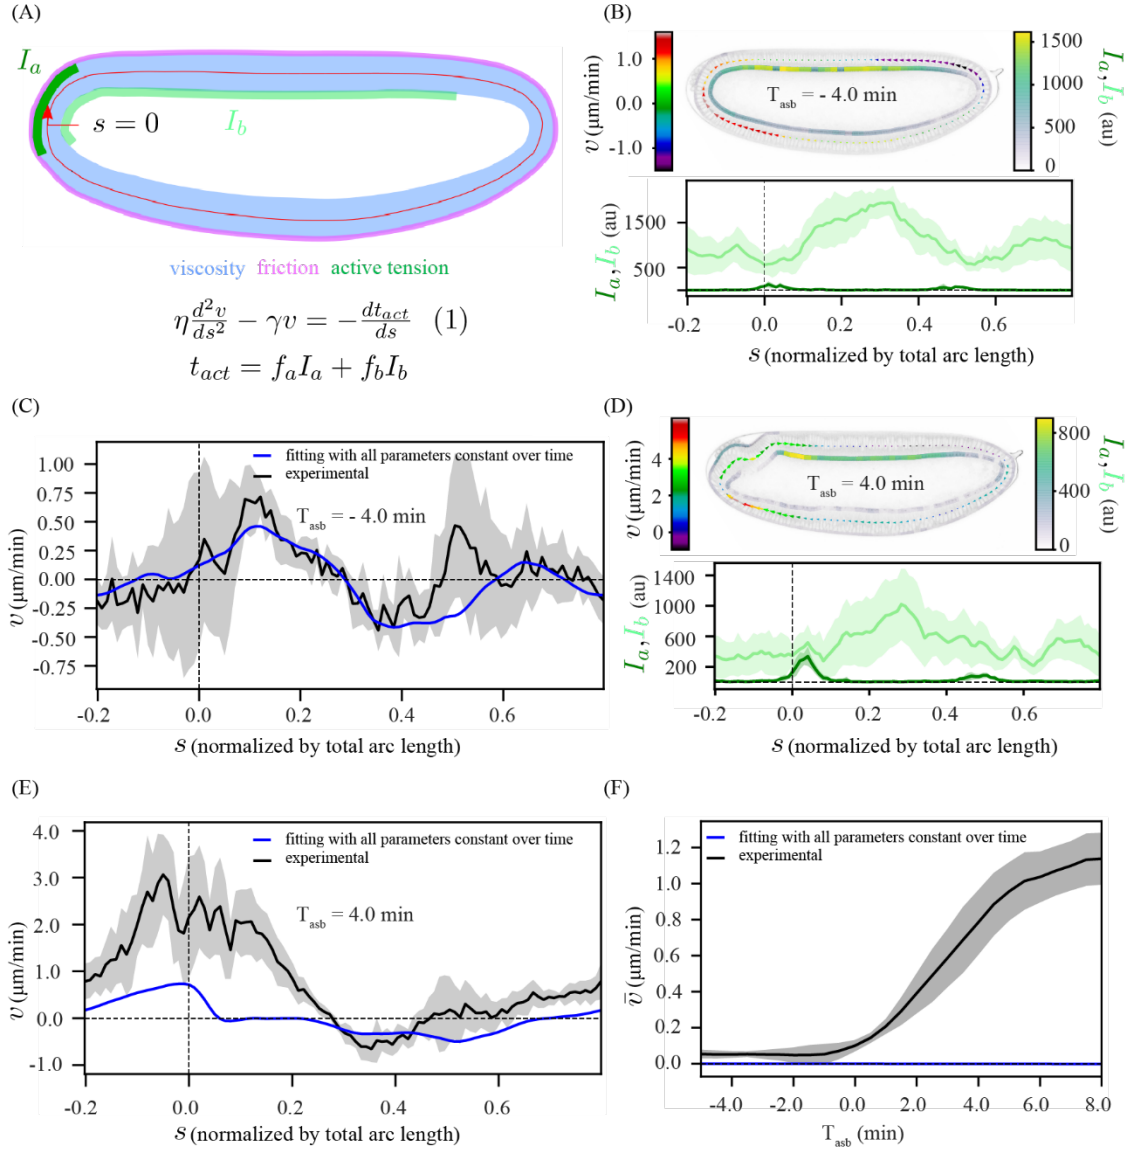 (A)
I_a
s = 0
I_b
viscosity friction active tension
η d²v/ds² − γv = − dt_act/ds (1)
t_act = f_a I_a + f_b I_b
(B)
v (μm/min)
1.0
0.0
-1.0
T_asb = - 4.0 min
1500
1000
500
0
I_a, I_b (au)
I_a, I_b (au)
1500
500
-0.2 0.0 0.2 0.4 0.6
s (normalized by total arc length)
(C)
fitting with all parameters constant over time
experimental
T_asb = - 4.0 min
v (μm/min)
1.00
0.75
0.50
0.25
0.00
-0.25
-0.50
-0.75
-0.2 0.0 0.2 0.4 0.6
s (normalized by total arc length)
(D)
v (μm/min)
4
2
0
T_asb = 4.0 min
800
400
0
I_a, I_b (au)
I_a, I_b (au)
1400
1000
600
200
-0.2 0.0 0.2 0.4 0.6
s (normalized by total arc length)
(E)
fitting with all parameters constant over time
experimental
T_asb = 4.0 min
v (μm/min)
4.0
3.0
2.0
1.0
0.0
-1.0
-0.2 0.0 0.2 0.4 0.6
s (normalized by total arc length)
(F)
fitting with all parameters constant over time
experimental
v̄ (μm/min)
1.2
1.0
0.8
0.6
0.4
0.2
0.0
-4.0 -2.0 0.0 2.0 4.0 6.0 8.0
T_asb (min)